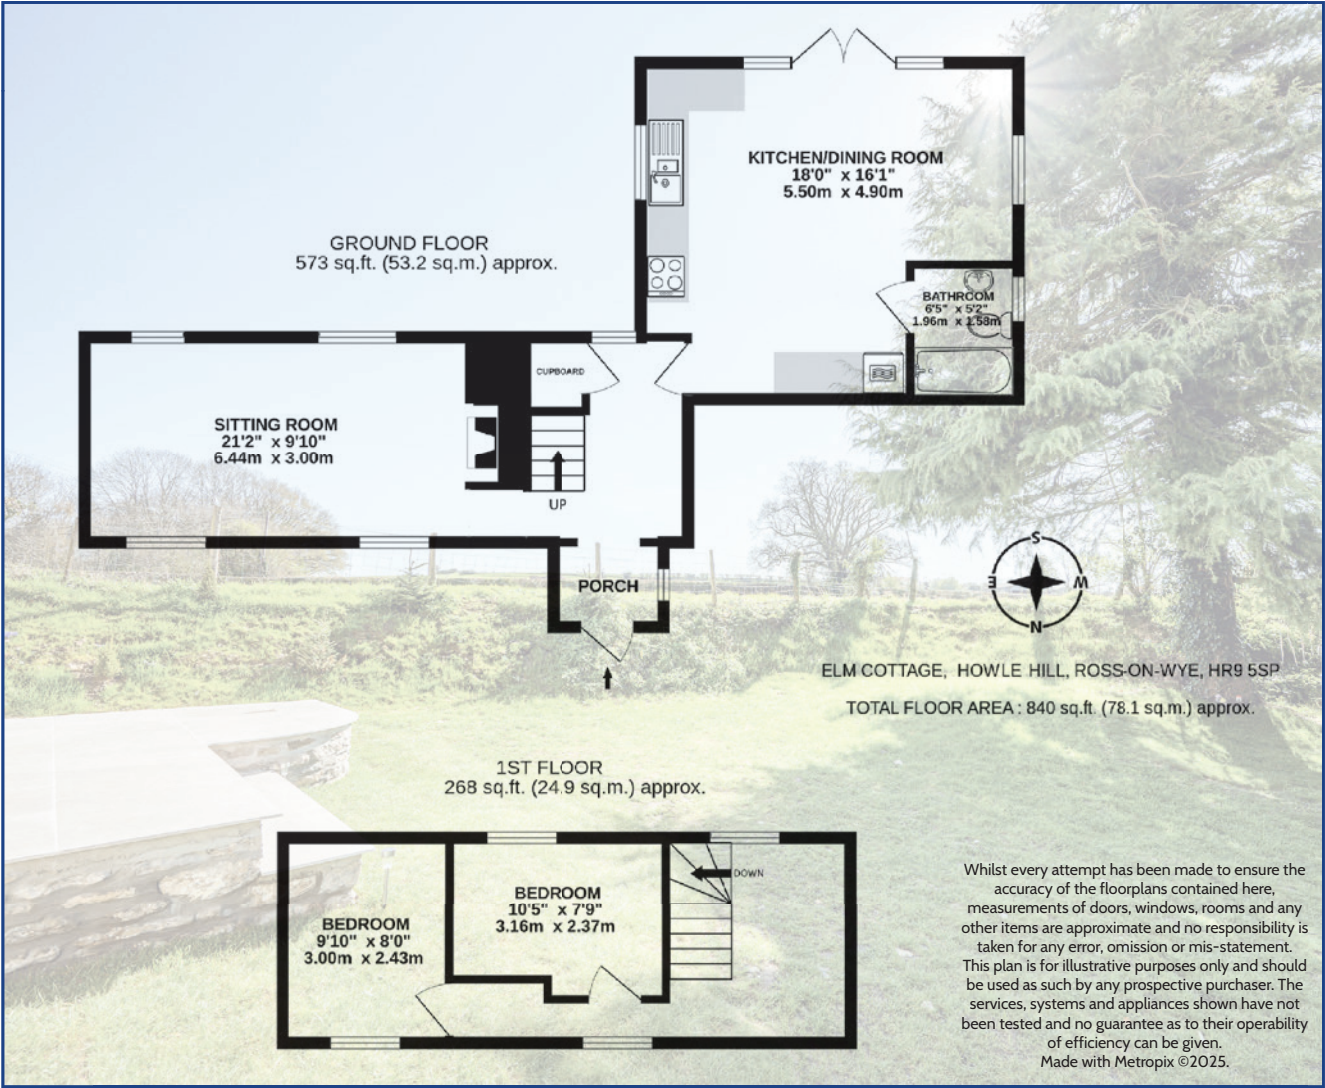 KITCHEN/DINING ROOM
18'0" x 16'1"
5.50m x 4.90m
GROUND FLOOR
573 sq.ft. (53.2 sq.m.) approx.
BATHROOM
6'5" x 5'2"
1.96m x 1.58m
CUPBOARD
SITTING ROOM
21'2" x 9'10"
6.44m x 3.00m
UP
PORCH
S
E
W
N
ELM COTTAGE, HOWLE HILL, ROSS-ON-WYE, HR9 5SP
TOTAL FLOOR AREA : 840 sq.ft. (78.1 sq.m.) approx.
1ST FLOOR
268 sq.ft. (24.9 sq.m.) approx.
DOWN
BEDROOM
10'5" x 7'9"
3.16m x 2.37m
BEDROOM
9'10" x 8'0"
3.00m x 2.43m
Whilst every attempt has been made to ensure the
accuracy of the floorplans contained here,
measurements of doors, windows, rooms and any
other items are approximate and no responsibility is
taken for any error, omission or mis-statement.
This plan is for illustrative purposes only and should
be used as such by any prospective purchaser. The
services, systems and appliances shown have not
been tested and no guarantee as to their operability
of efficiency can be given.
Made with Metropix ©2025.